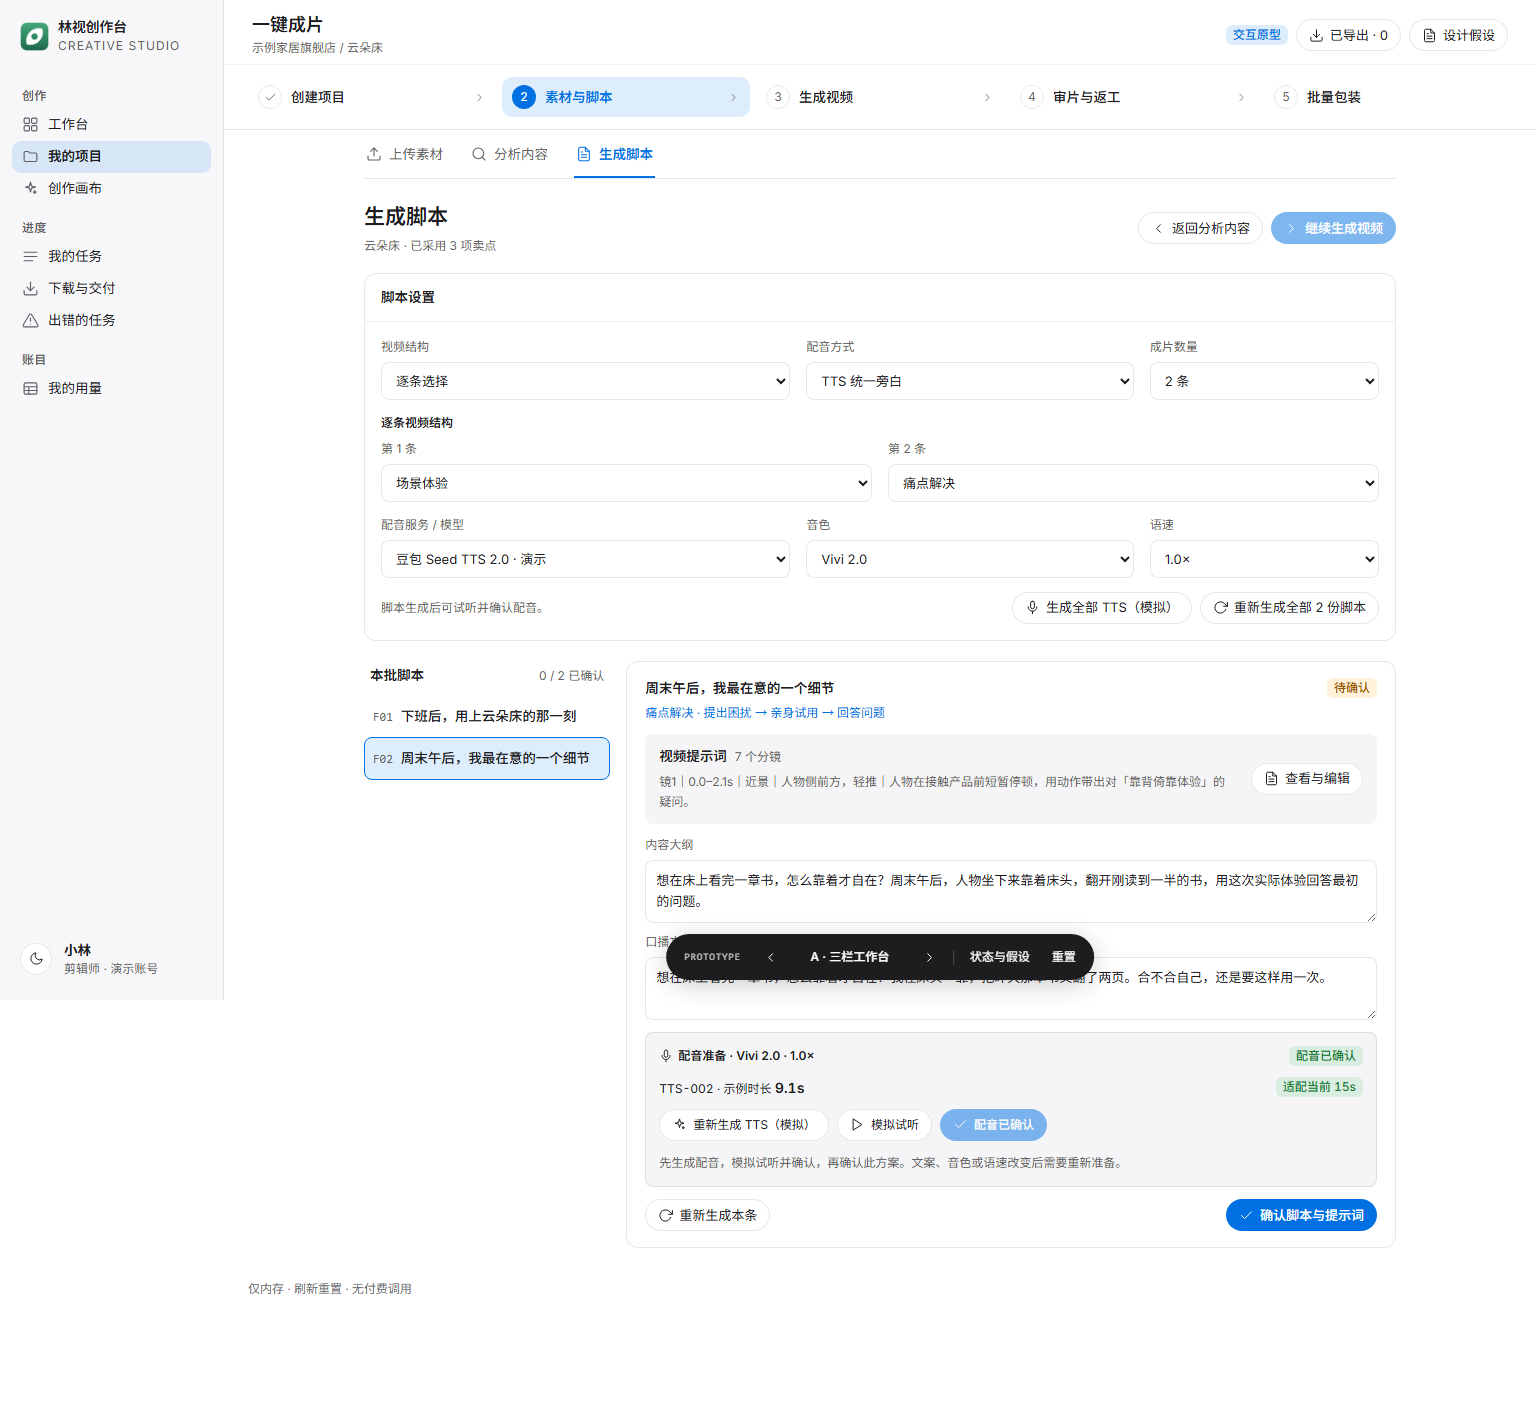 林视创作台
CREATIVE STUDIO
创作
工作台
我的项目
创作画布
进度
我的任务
下载与交付
出错的任务
账目
我的用量
小林
剪辑师 · 演示账号
一键成片
示例家居旗舰店 / 云朵床
交互原型
已导出 · 0
设计假设
创建项目
2 素材与脚本
3 生成视频
4 审片与返工
5 批量包装
上传素材
分析内容
生成脚本
生成脚本
云朵床 · 已采用 3 项卖点
返回分析内容
继续生成视频
脚本设置
视频结构
配音方式
成片数量
逐条选择
TTS 统一旁白
2 条
逐条视频结构
第 1 条
第 2 条
场景体验
痛点解决
配音服务 / 模型
音色
语速
豆包 Seed TTS 2.0 · 演示
Vivi 2.0
1.0×
脚本生成后可试听并确认配音。
生成全部 TTS（模拟）
重新生成全部 2 份脚本
本批脚本
0 / 2 已确认
F01 下班后，用上云朵床的那一刻
F02 周末午后，我最在意的一个细节
周末午后，我最在意的一个细节
待确认
痛点解决 · 提出困扰 → 亲身试用 → 回答问题
视频提示词 7 个分镜
镜1｜0.0–2.1s｜近景｜人物侧前方，轻推｜人物在接触产品前短暂停顿，用动作带出对「靠背倚靠体验」的
疑问。
查看与编辑
内容大纲
想在床上看完一章书，怎么靠着才自在？周末午后，人物坐下来靠着床头，翻开刚读到一半的书，用这次实际体验回答最初
的问题。
口播
PROTOTYPE
A · 三栏工作台
状态与假设
重置
了两页。合不合自己，还是要这样用一次。
配音准备 · Vivi 2.0 · 1.0×
配音已确认
TTS-002 · 示例时长 9.1s
适配当前 15s
重新生成 TTS（模拟）
模拟试听
配音已确认
先生成配音，模拟试听并确认，再确认此方案。文案、音色或语速改变后需要重新准备。
重新生成本条
确认脚本与提示词
仅内存 · 刷新重置 · 无付费调用